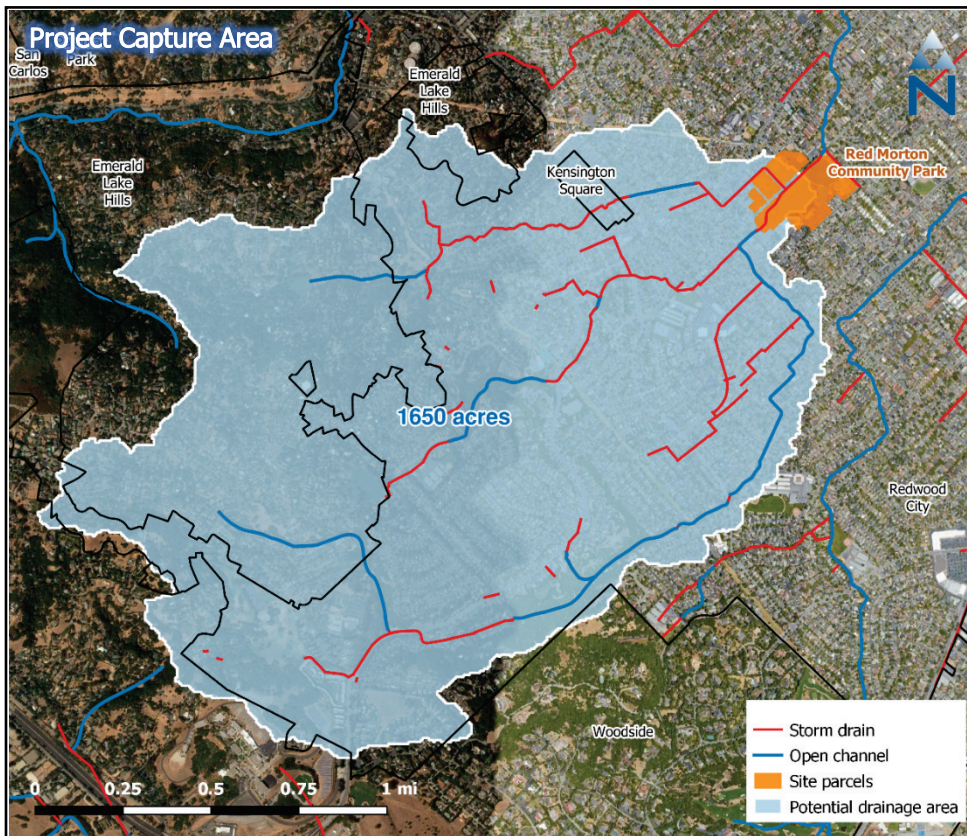 Project Capture Area
San
Carlos
Park
Emerald
Lake
Hills
N
Emerald
Lake
Hills
Kensington
Square
Red Morton
Community Park
1650 acres
Redwood
City
Woodside
Storm drain
Open channel
Site parcels
Potential drainage area
0 0.25 0.5 0.75 1 mi